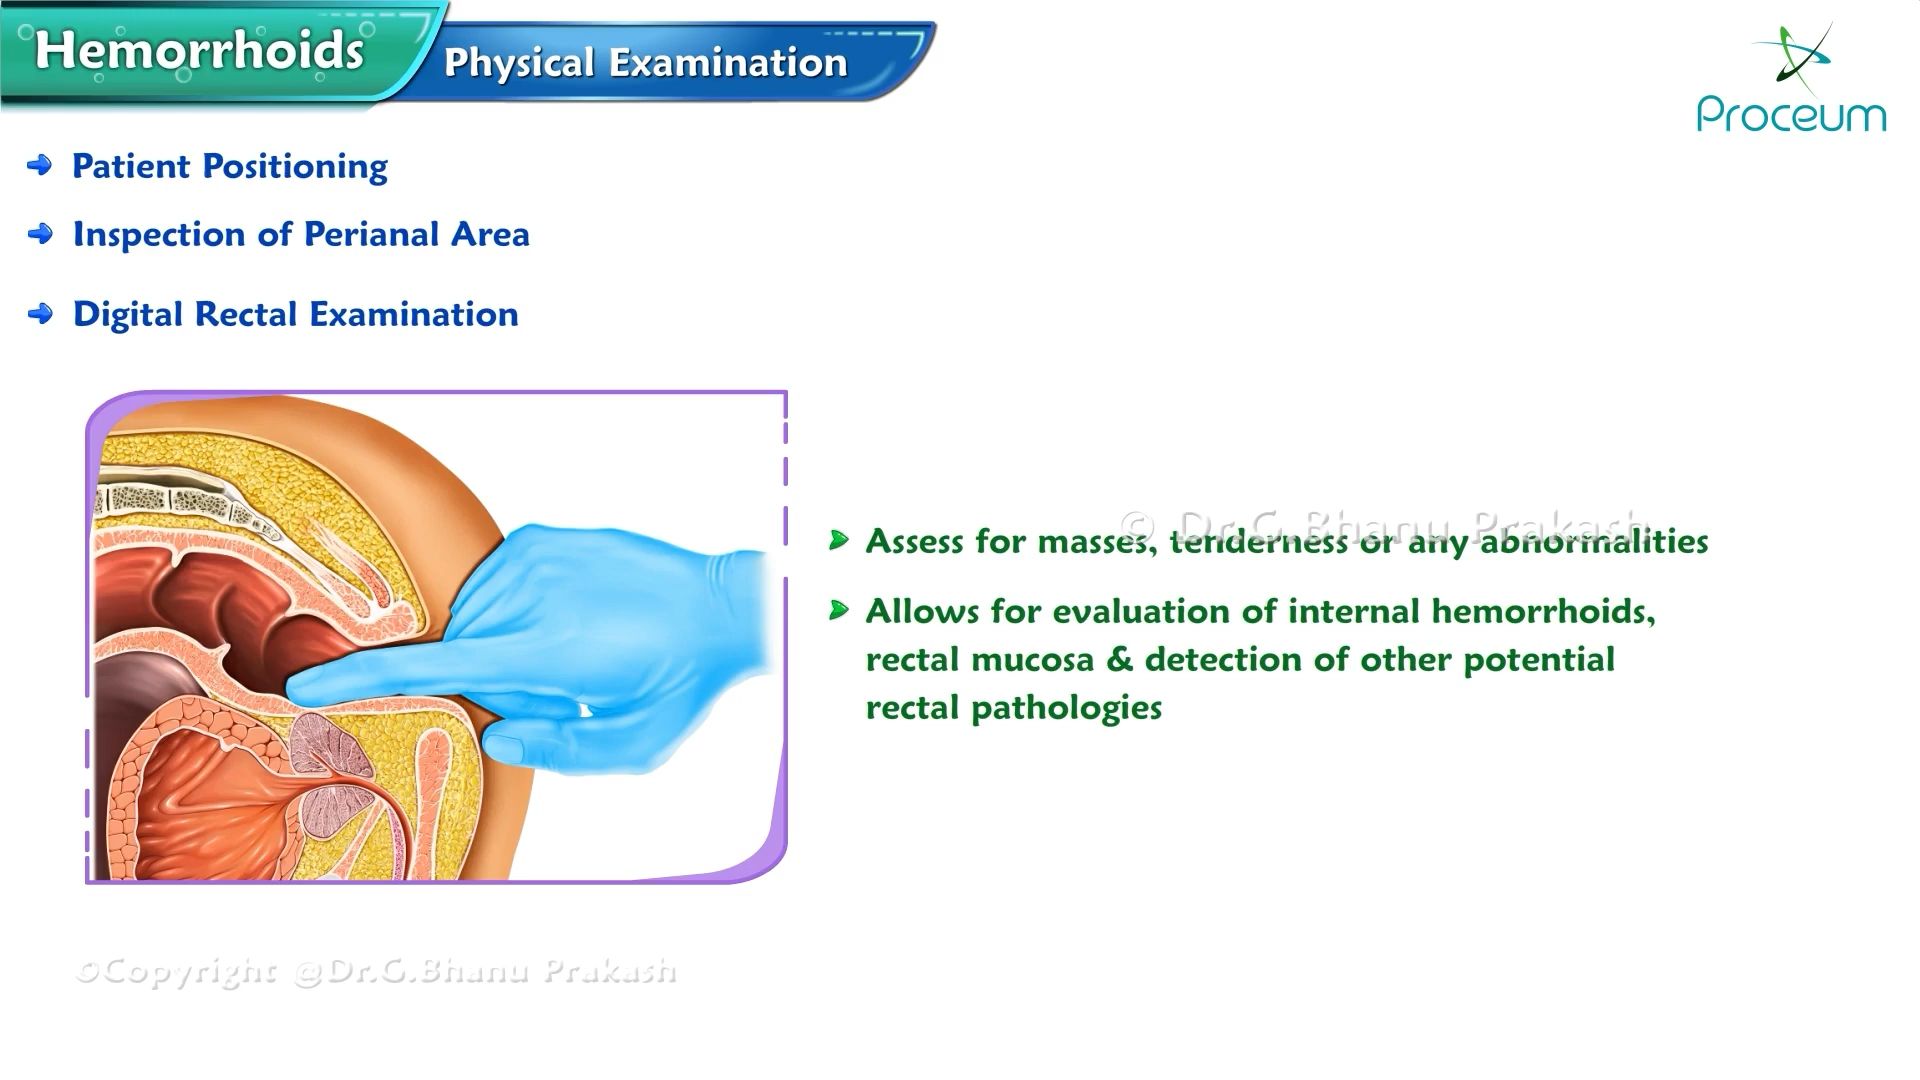 Hemorrhoids
Physical Examination
Proceum
Patient Positioning
Inspection of Perianal Area
Digital Rectal Examination
© Dr.G.Bhanu Prakash
Assess for masses, tenderness or any abnormalities
Allows for evaluation of internal hemorrhoids,
rectal mucosa & detection of other potential
rectal pathologies
©Copyright @Dr.G.Bhanu Prakash